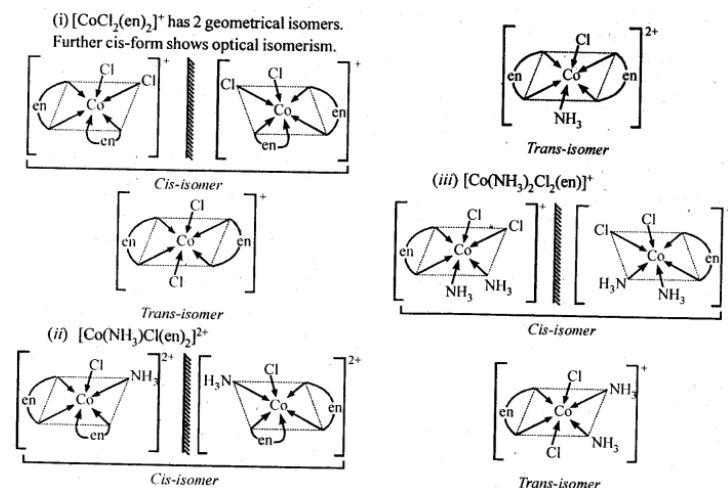 (i) [CoCl₂(en)₂]⁺ has 2 geometrical isomers.
Further cis-form shows optical isomerism.
Cl
Cl
+
en
Co
en
Cl
Cl
+
Co
en
en
Cis-isomer
Cl
+
en
Co
en
Cl
Trans-isomer
(ii) [Co(NH₃)Cl(en)₂]²⁺
Cl
NH₃
2+
en
Co
en
H₃N
Cl
2+
Co
en
en
Cis-isomer
Cl
2+
en
Co
en
NH₃
Trans-isomer
(iii) [Co(NH₃)₂Cl₂(en)]⁺
Cl
Cl
+
en
Co
NH₃
NH₃
Cl
Cl
+
Co
en
H₃N
NH₃
Cis-isomer
Cl
NH₃
+
en
Co
Cl
NH₃
Trans-isomer